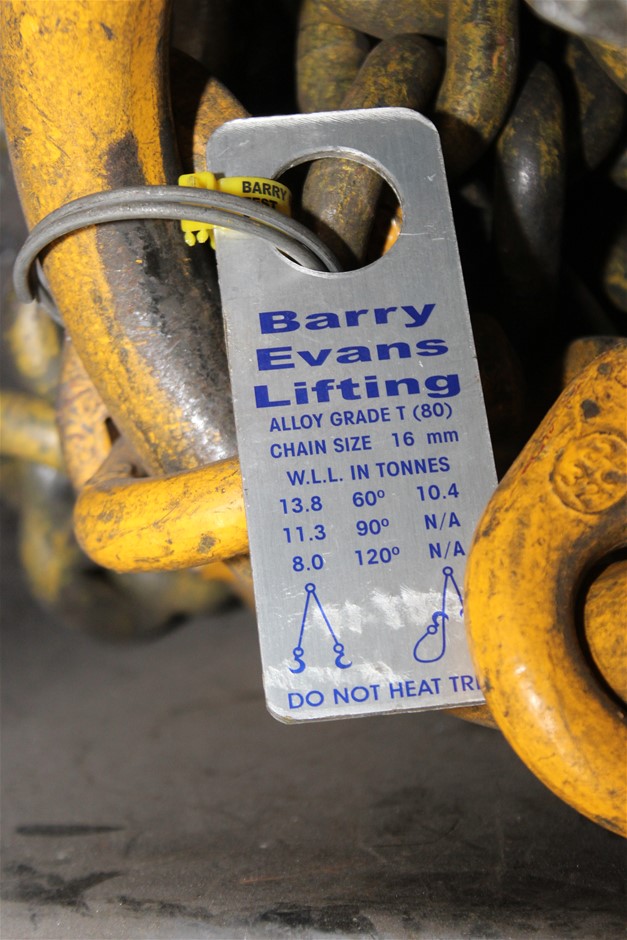 BARRY
TEST
Barry
Evans
Lifting
ALLOY GRADE T (80)
CHAIN SIZE 16 mm
W.L.L. IN TONNES
13.8 60º 10.4
11.3 90º N/A
8.0 120º N/A
DO NOT HEAT